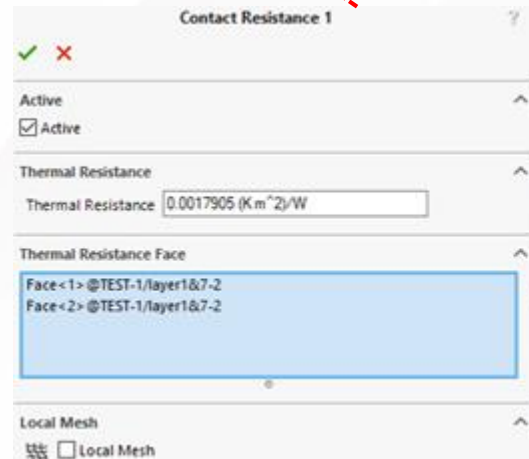 Contact Resistance 1
?
Active
Active
Thermal Resistance
Thermal Resistance 0.0017905 (K m^2)/W
Thermal Resistance Face
Face<1>@TEST-1/layer1&7-2
Face<2>@TEST-1/layer1&7-2
Local Mesh
Local Mesh